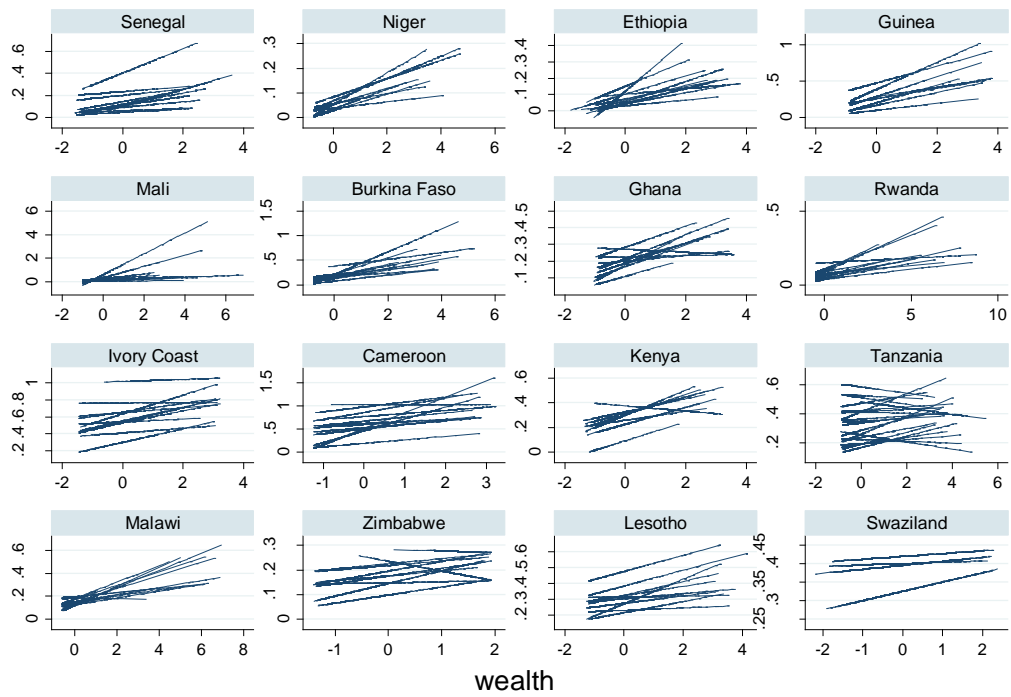 Senegal Niger Ethiopia Guinea
0 .2 .4 .6
0 .1 .2 .3
0 .1.2.3.4
0 .5 1
-2 0 2 4
0 2 4 6
-2 0 2 4
-2 0 2 4
Mali Burkina Faso Ghana Rwanda
0 2 4 6
0 .5 1 1.5
.1.2.3.4.5
0 .5
-2 0 2 4 6
0 2 4 6
-2 0 2 4
0 5 10
Ivory Coast Cameroon Kenya Tanzania
.2.4.6.8 1
0 .5 1 1.5
0 .2 .4 .6
.2 .4 .6
-2 0 2 4
-1 0 1 2 3
-2 0 2 4
-2 0 2 4 6
Malawi Zimbabwe Lesotho Swaziland
0 .2 .4 .6
0 .1 .2 .3
.2.3.4.5.6
.25 .3 .35 .4 .45
0 2 4 6 8
-1 0 1 2
-2 0 2 4
-2 -1 0 1 2
wealth